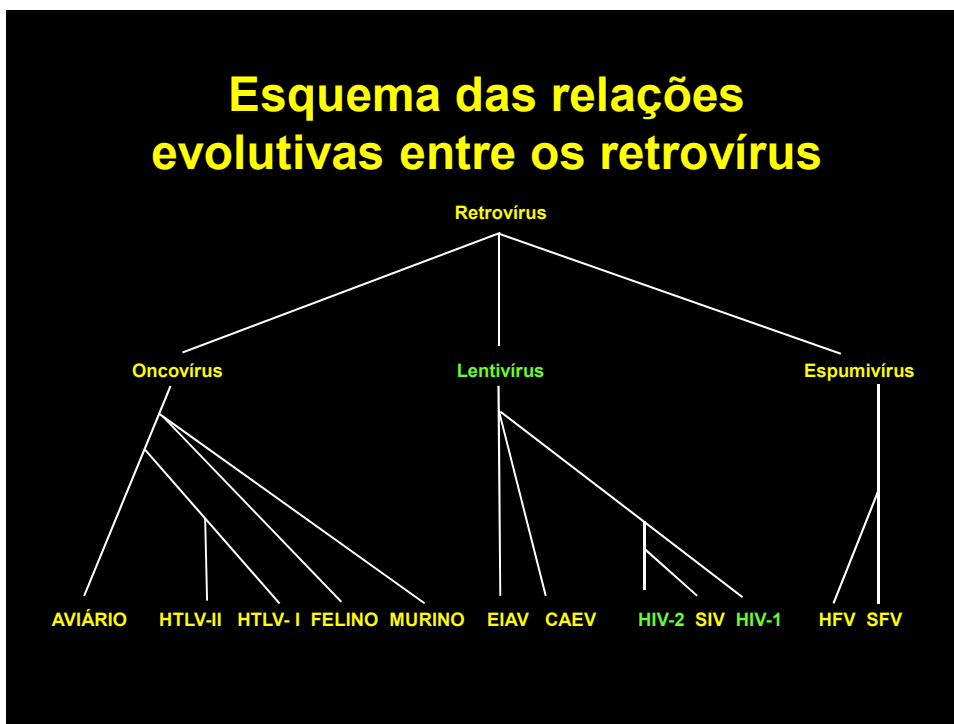 Esquema das relações
evolutivas entre os retrovírus
Retrovírus
Oncovírus Lentivírus Espumivírus
AVIÁRIO HTLV-II HTLV- I FELINO MURINO EIAV CAEV HIV-2 SIV HIV-1 HFV SFV